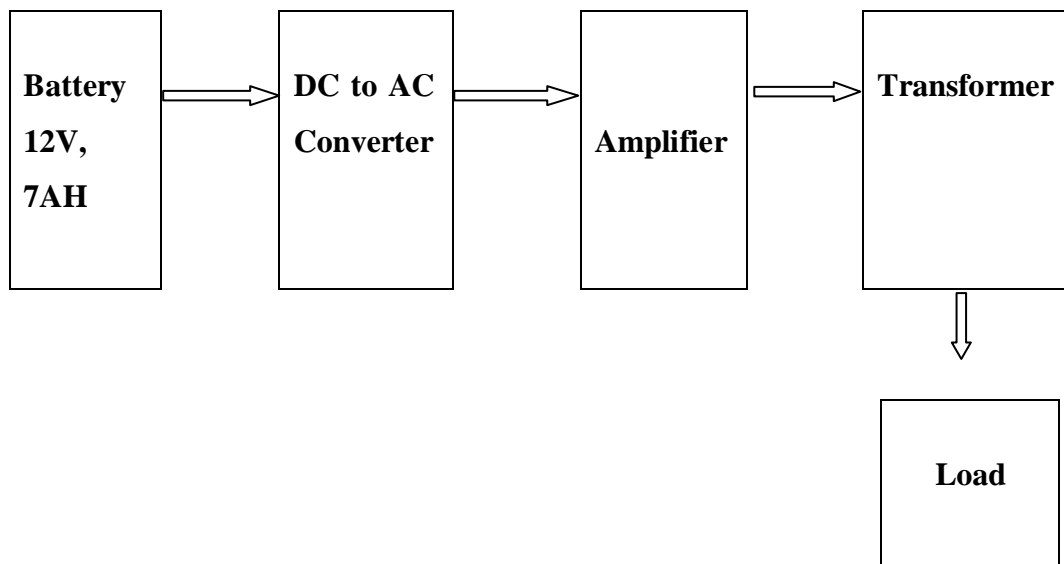 Battery
12V,
7AH
DC to AC
Converter
Amplifier
Transformer
Load